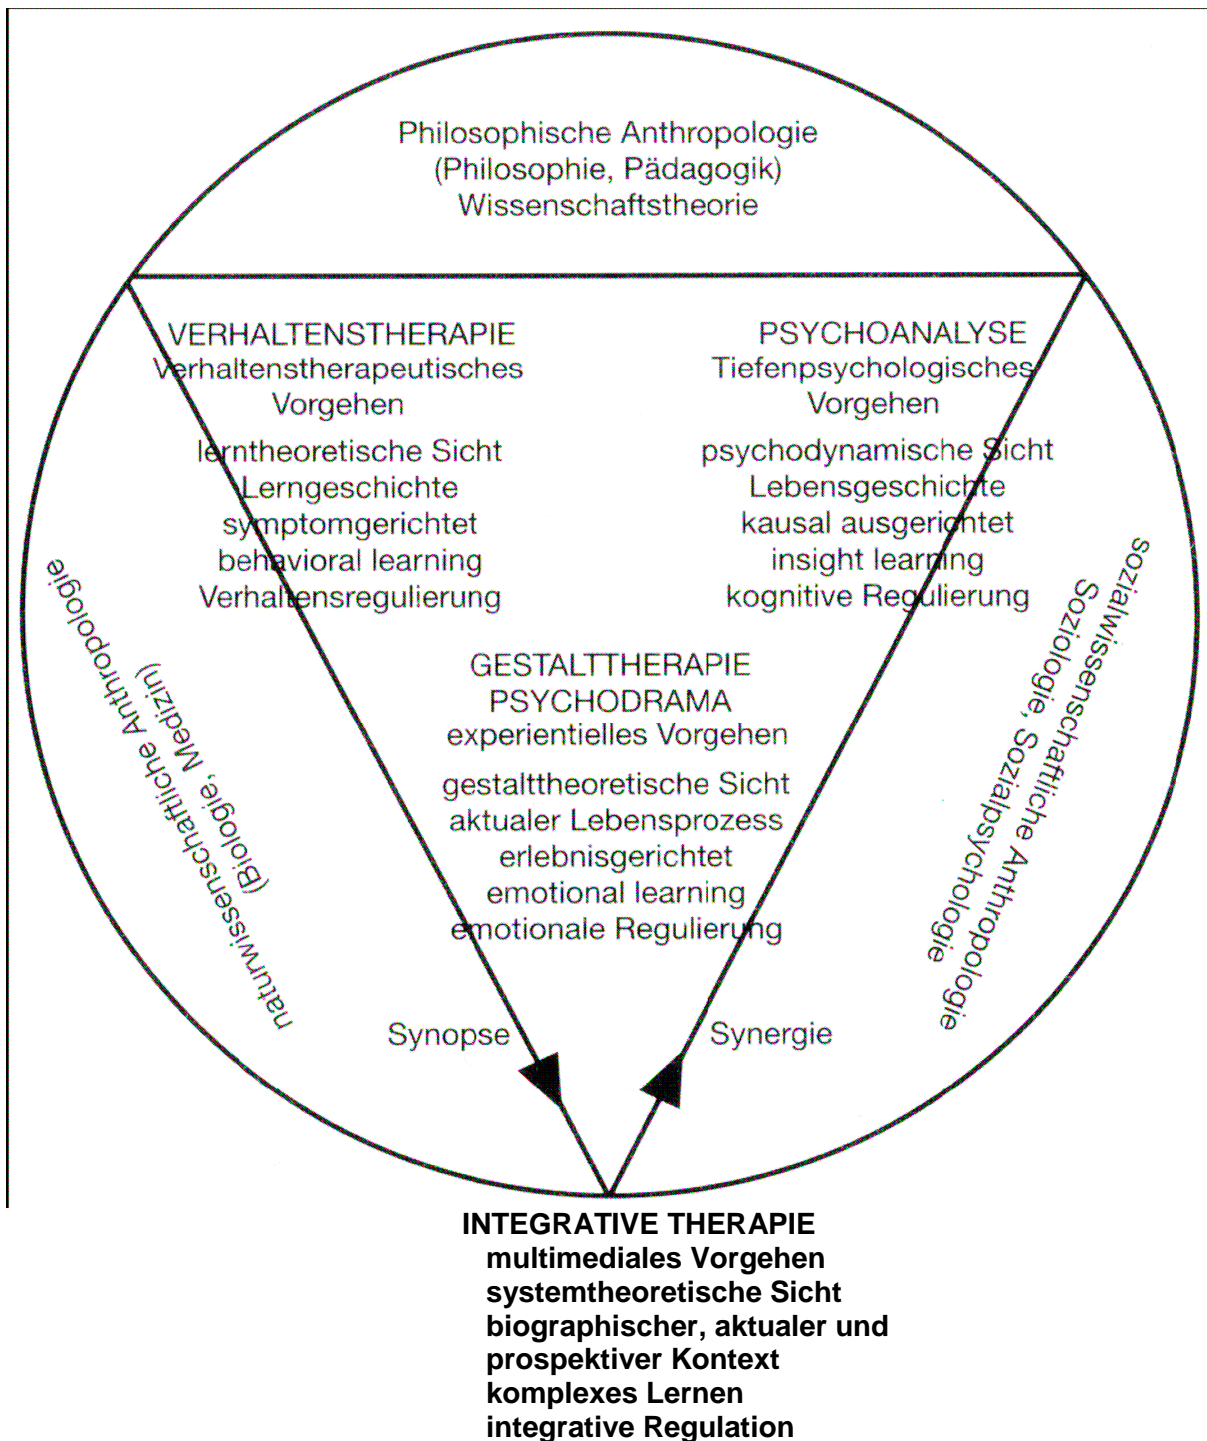 Philosophische Anthropologie
(Philosophie, Pädagogik)
Wissenschaftstheorie
VERHALTENSTHERAPIE
Verhaltenstherapeutisches
Vorgehen
lerntheoretische Sicht
Lerngeschichte
symptomgerichtet
behavioral learning
Verhaltensregulierung
PSYCHOANALYSE
Tiefenpsychologisches
Vorgehen
psychodynamische Sicht
Lebensgeschichte
kausal ausgerichtet
insight learning
kognitive Regulierung
naturwissenschaftliche Anthropologie
(Biologie, Medizin)
sozialwissenschaftliche Anthropologie
Soziologie, Sozialpsychologie
GESTALTTHERAPIE
PSYCHODRAMA
experientielles Vorgehen
gestalttheoretische Sicht
aktualer Lebensprozess
erlebnisgerichtet
emotional learning
emotionale Regulierung
Synopse
Synergie
INTEGRATIVE THERAPIE
multimediales Vorgehen
systemtheoretische Sicht
biographischer, aktualer und
prospektiver Kontext
komplexes Lernen
integrative Regulation